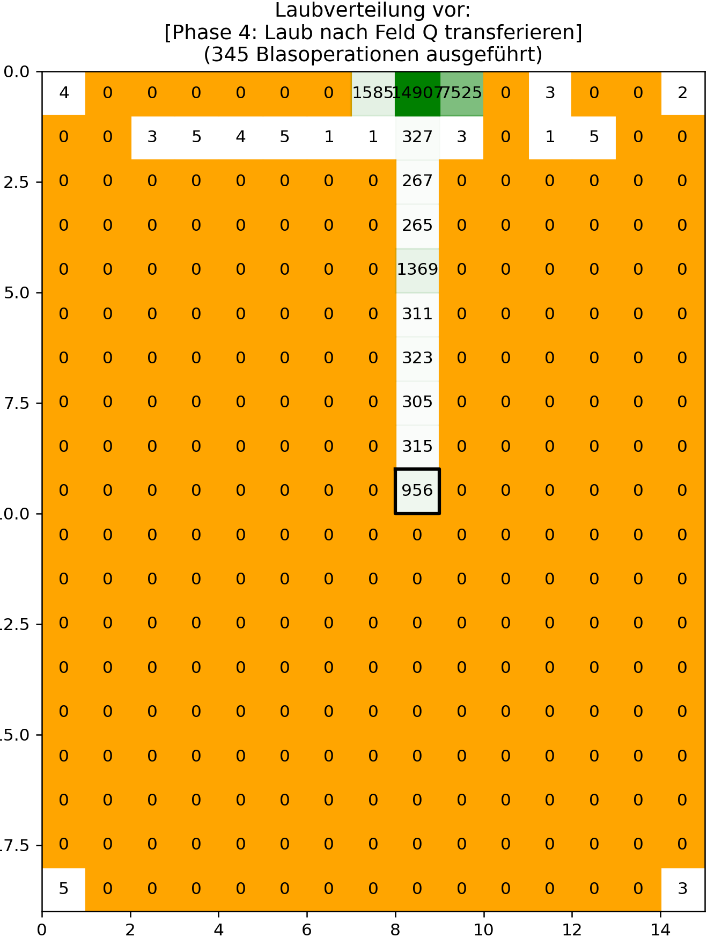 Laubverteilung vor:
[Phase 4: Laub nach Feld Q transferieren]
(345 Blasoperationen ausgeführt)
0.0 4 0 0 0 0 0 0 1585 14907 7525 0 3 0 0 2
0 0 3 5 4 5 1 1 327 3 0 1 5 0 0
2.5 0 0 0 0 0 0 0 0 267 0 0 0 0 0 0
0 0 0 0 0 0 0 0 265 0 0 0 0 0 0
0 0 0 0 0 0 0 0 1369 0 0 0 0 0 0
5.0 0 0 0 0 0 0 0 0 311 0 0 0 0 0 0
0 0 0 0 0 0 0 0 323 0 0 0 0 0 0
7.5 0 0 0 0 0 0 0 0 305 0 0 0 0 0 0
0 0 0 0 0 0 0 0 315 0 0 0 0 0 0
0 0 0 0 0 0 0 0 956 0 0 0 0 0 0
0.0 0 0 0 0 0 0 0 0 0 0 0 0 0 0 0
0 0 0 0 0 0 0 0 0 0 0 0 0 0 0
2.5 0 0 0 0 0 0 0 0 0 0 0 0 0 0 0
0 0 0 0 0 0 0 0 0 0 0 0 0 0 0
0 0 0 0 0 0 0 0 0 0 0 0 0 0 0
5.0 0 0 0 0 0 0 0 0 0 0 0 0 0 0 0
0 0 0 0 0 0 0 0 0 0 0 0 0 0 0
7.5 0 0 0 0 0 0 0 0 0 0 0 0 0 0 0
5 0 0 0 0 0 0 0 0 0 0 0 0 0 3
0 2 4 6 8 10 12 14